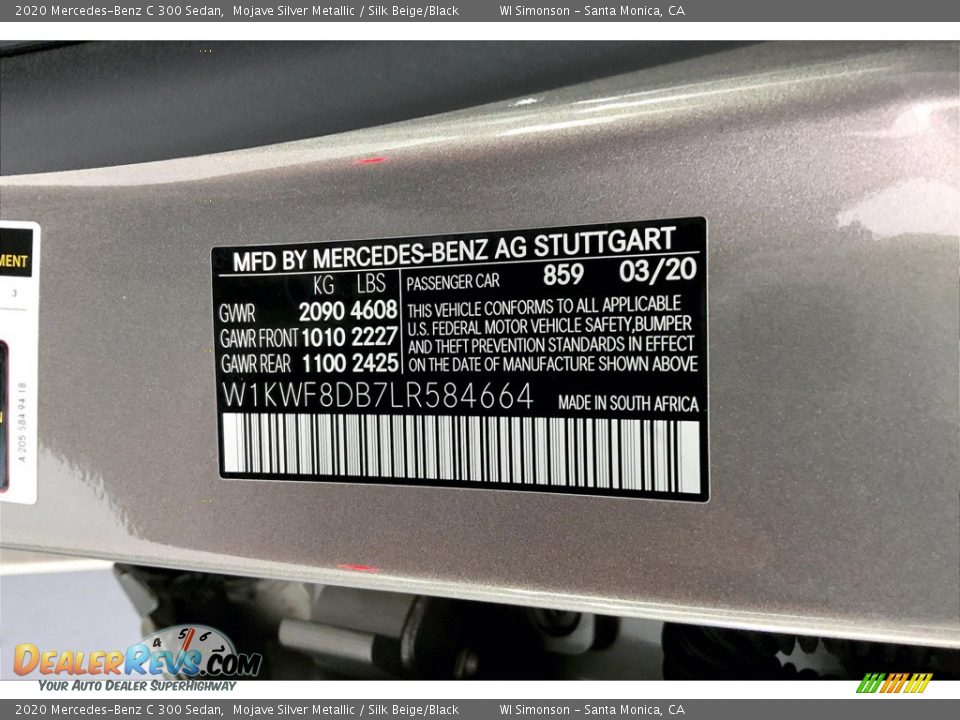 2020 Mercedes-Benz C 300 Sedan, Mojave Silver Metallic / Silk Beige/Black WI Simonson - Santa Monica, CA
MENT
3
A 205 584 94 18
MFD BY MERCEDES-BENZ AG STUTTGART
KG LBS
GVWR 2090 4608
GAWR FRONT 1010 2227
GAWR REAR 1100 2425
PASSENGER CAR 859 03/20
THIS VEHICLE CONFORMS TO ALL APPLICABLE
U.S. FEDERAL MOTOR VEHICLE SAFETY,BUMPER
AND THEFT PREVENTION STANDARDS IN EFFECT
ON THE DATE OF MANUFACTURE SHOWN ABOVE
W1KWF8DB7LR584664 MADE IN SOUTH AFRICA
4 5 6
DEALERREVS.COM
YOUR AUTO DEALER SUPERHIGHWAY
2020 Mercedes-Benz C 300 Sedan, Mojave Silver Metallic / Silk Beige/Black WI Simonson - Santa Monica, CA